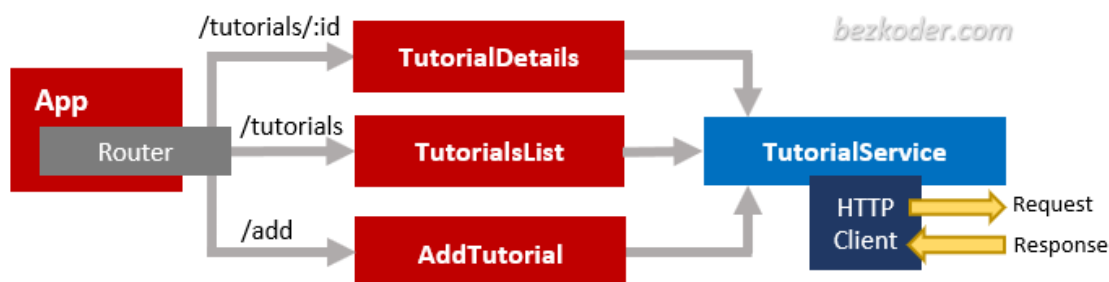 /tutorials/:id
bezkoder.com
TutorialDetails
App
/tutorials
Router
TutorialsList
TutorialService
HTTP
Client
Request
Response
/add
AddTutorial